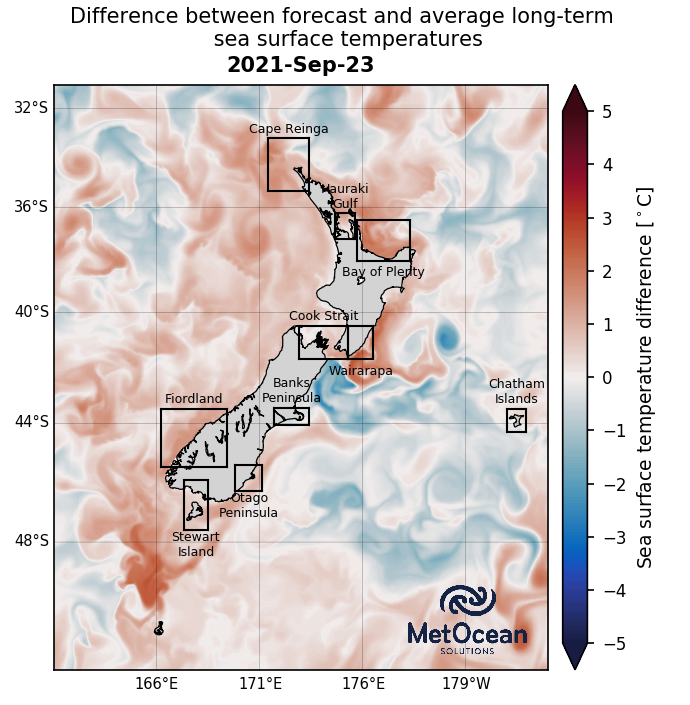 Difference between forecast and average long-term
sea surface temperatures
2021-Sep-23
32°S
36°S
40°S
44°S
48°S
Cape Reinga
Hauraki
Gulf
Bay of Plenty
Cook Strait
Wairarapa
Banks
Peninsula
Fiordland
Chatham
Islands
Otago
Peninsula
Stewart
Island
MetOcean
SOLUTIONS
166°E
171°E
176°E
179°W
5
4
3
2
1
0
−1
−2
−3
−4
−5
Sea surface temperature difference [°C]